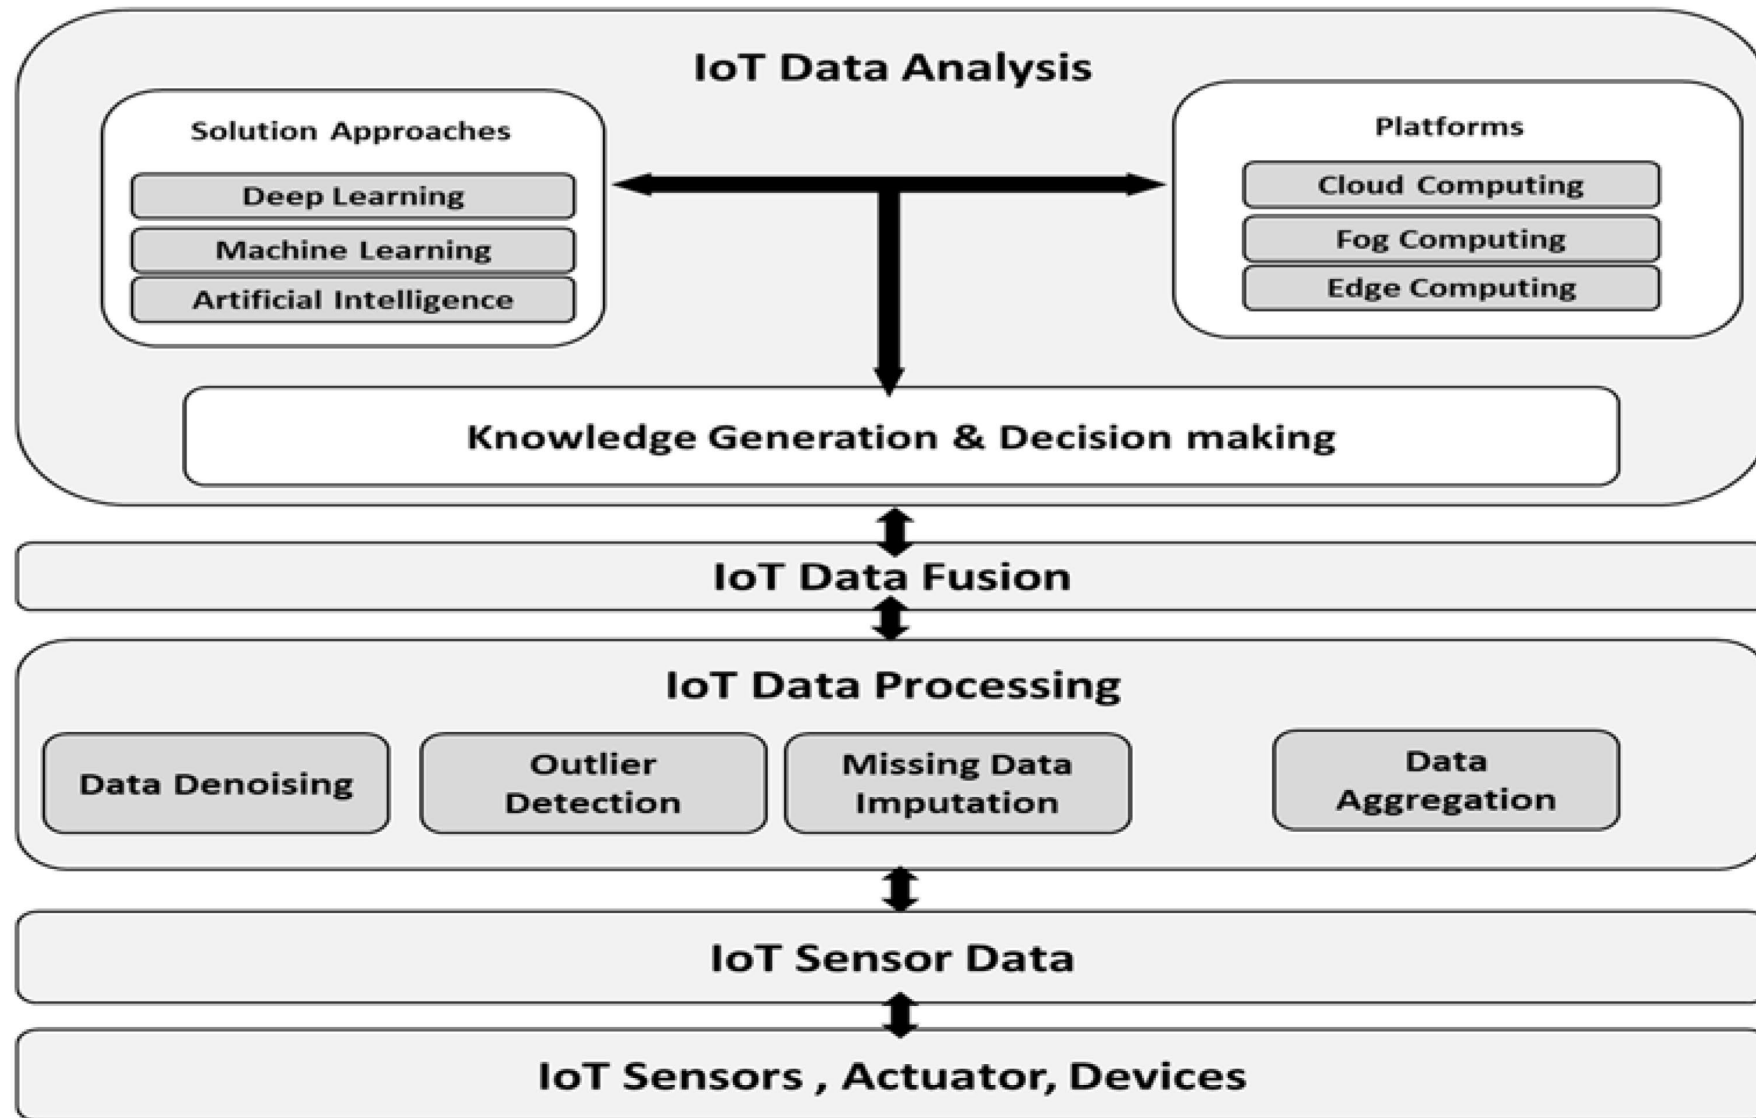 IoT Data Analysis
Solution Approaches
Deep Learning
Machine Learning
Artificial Intelligence
Platforms
Cloud Computing
Fog Computing
Edge Computing
Knowledge Generation & Decision making
IoT Data Fusion
IoT Data Processing
Data Denoising
Outlier
Detection
Missing Data
Imputation
Data
Aggregation
IoT Sensor Data
IoT Sensors , Actuator, Devices